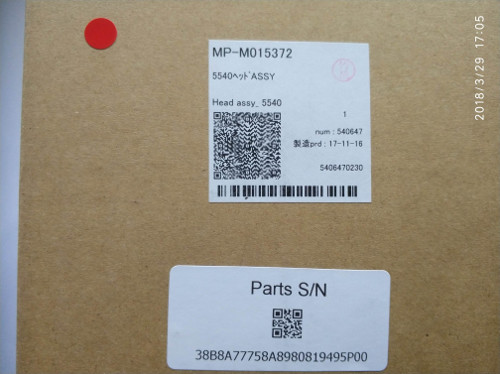 MP-M015372
5540ヘッドASSY
Head assy_ 5540
1
num : 540647
製造prd : 17-11-16
5406470230
Parts S/N
38B8A77758A8980819495P00
2018/3/29 17:05